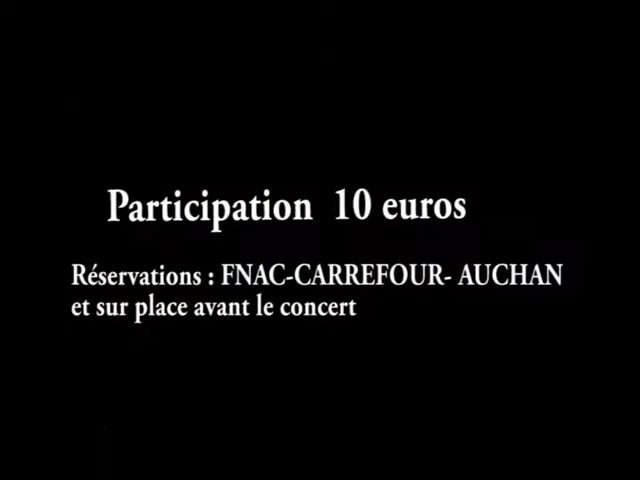 Participation 10 euros
Réservations : FNAC-CARREFOUR- AUCHAN
et sur place avant le concert